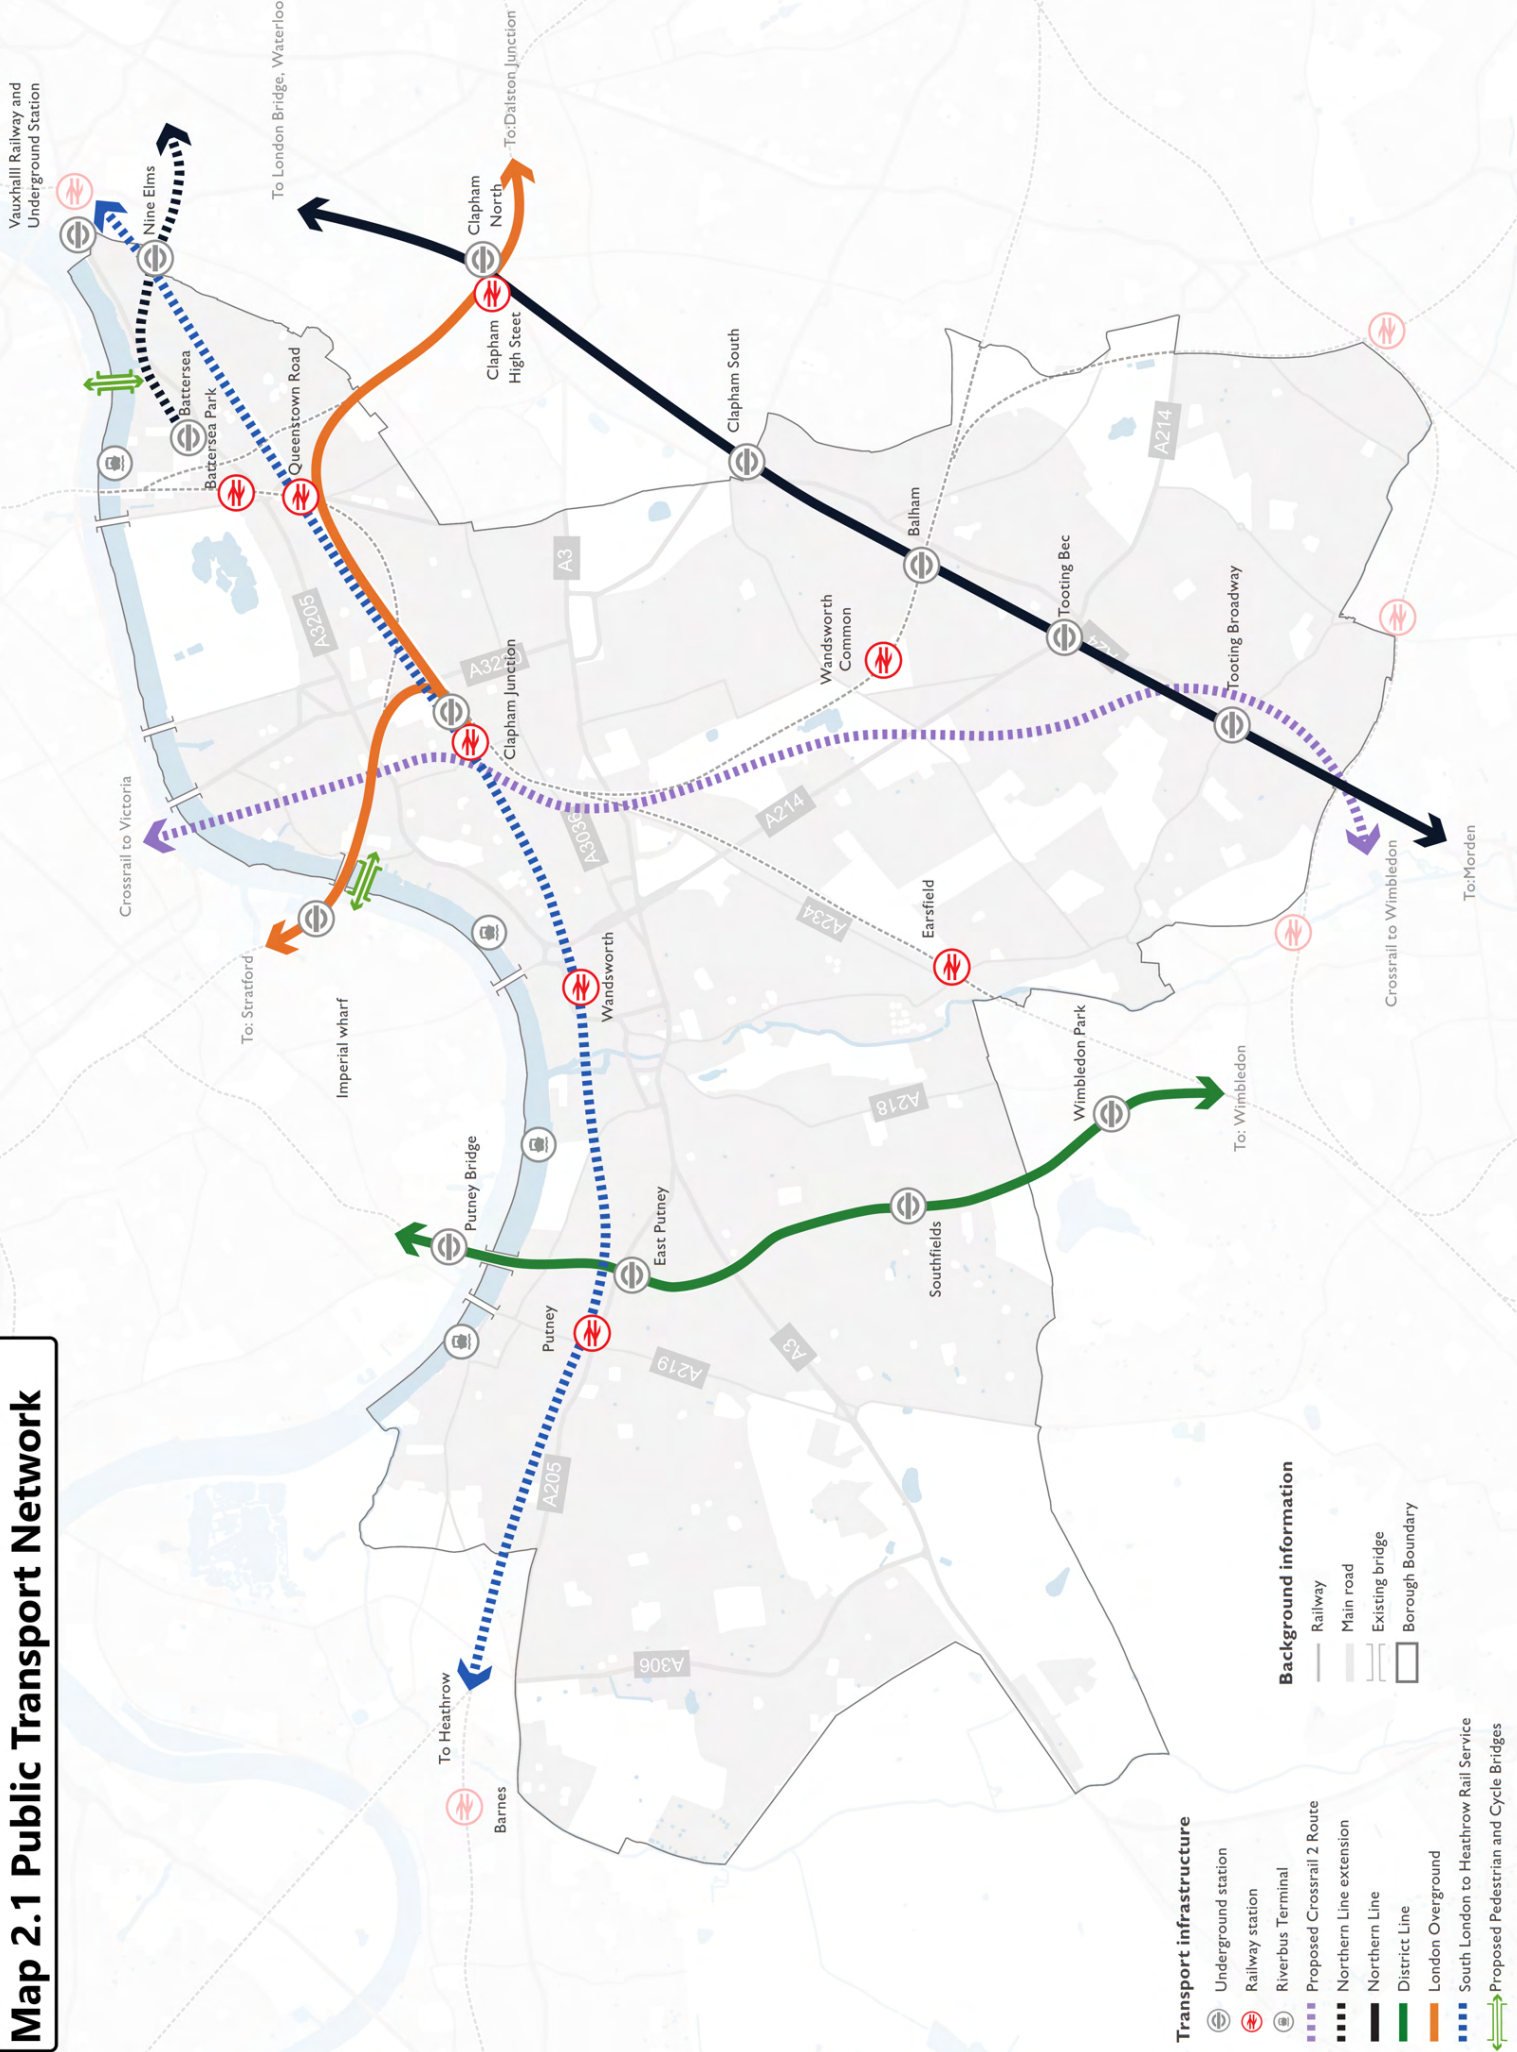 Map 2.1 Public Transport Network
Vauxhalll Railway and
Underground Station
Nine Elms
To London Bridge, Waterloo
To:Dalston Junction
Battersea
Battersea Park
Queenstown Road
Clapham
North
Clapham
High Steet
Clapham South
A3
A3205
A3220
A214
Balham
Tooting Bec
A24
Tooting Broadway
Wandsworth
Common
Clapham Junction
Crossrail to Victoria
A3036
A214
A234
Earsfield
To: Stratford
Imperial wharf
Wandsworth
Crossrail to Wimbledon
To:Morden
Wimbledon Park
To: Wimbledon
A218
Putney Bridge
East Putney
Southfields
Putney
A219
A3
A205
A306
To Heathrow
Barnes
Transport infrastructure
Underground station
Railway station
Riverbus Terminal
Proposed Crossrail 2 Route
Northern Line extension
Northern Line
District Line
London Overground
South London to Heathrow Rail Service
Proposed Pedestrian and Cycle Bridges
Background information
Railway
Main road
Existing bridge
Borough Boundary